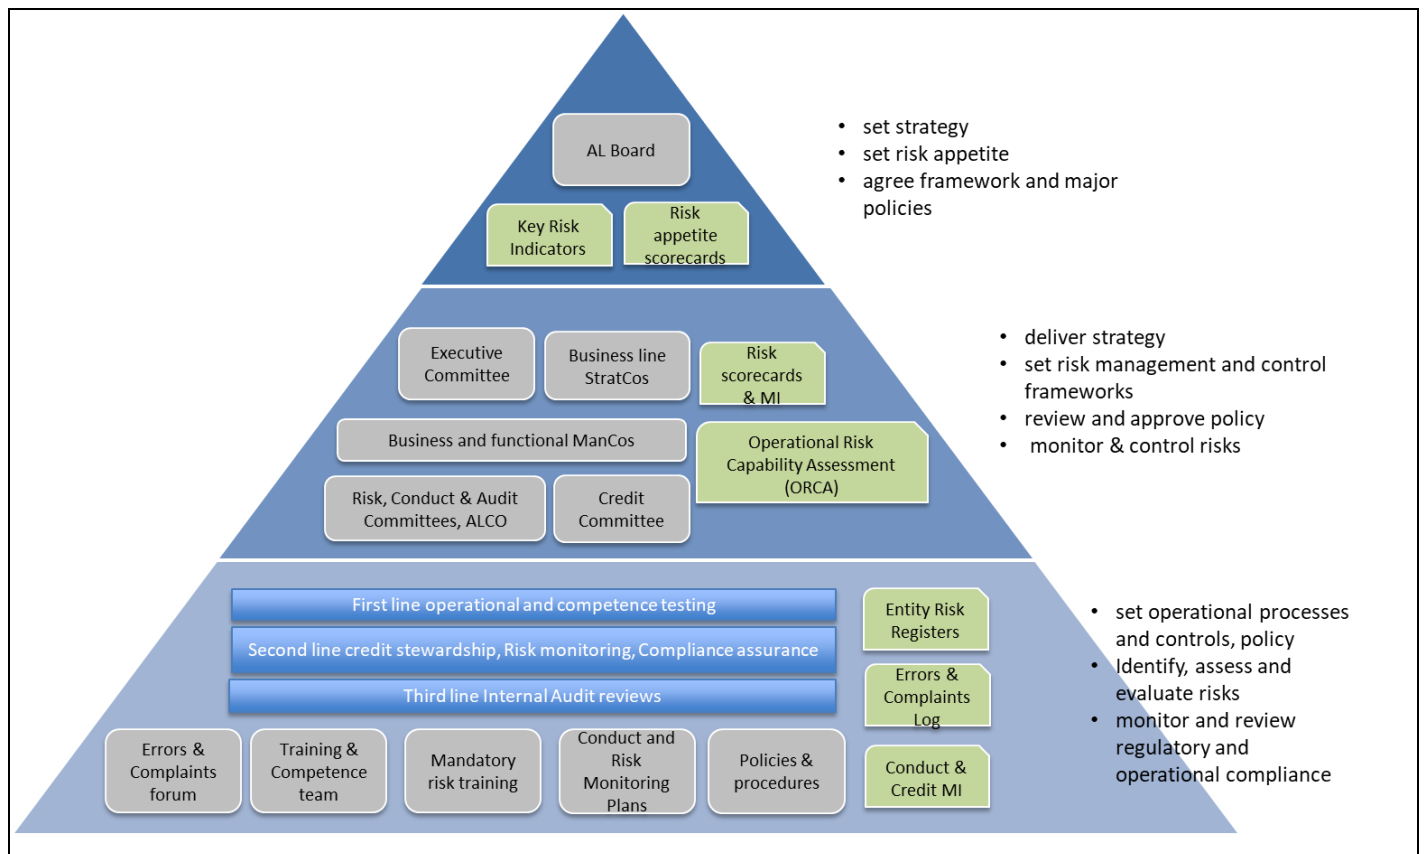 AL Board
Key Risk
Indicators
Risk
appetite
scorecards
• set strategy
• set risk appetite
• agree framework and major
policies
Executive
Committee
Business line
StratCos
Risk
scorecards
& MI
Business and functional ManCos
Operational Risk
Capability Assessment
(ORCA)
Risk, Conduct & Audit
Committees, ALCO
Credit
Committee
• deliver strategy
• set risk management and control
frameworks
• review and approve policy
• monitor & control risks
First line operational and competence testing
Second line credit stewardship, Risk monitoring, Compliance assurance
Third line Internal Audit reviews
Entity Risk
Registers
Errors &
Complaints
Log
Errors &
Complaints
forum
Training &
Competence
team
Mandatory
risk training
Conduct and
Risk
Monitoring
Plans
Policies &
procedures
Conduct &
Credit MI
• set operational processes
and controls, policy
• Identify, assess and
evaluate risks
• monitor and review
regulatory and
operational compliance